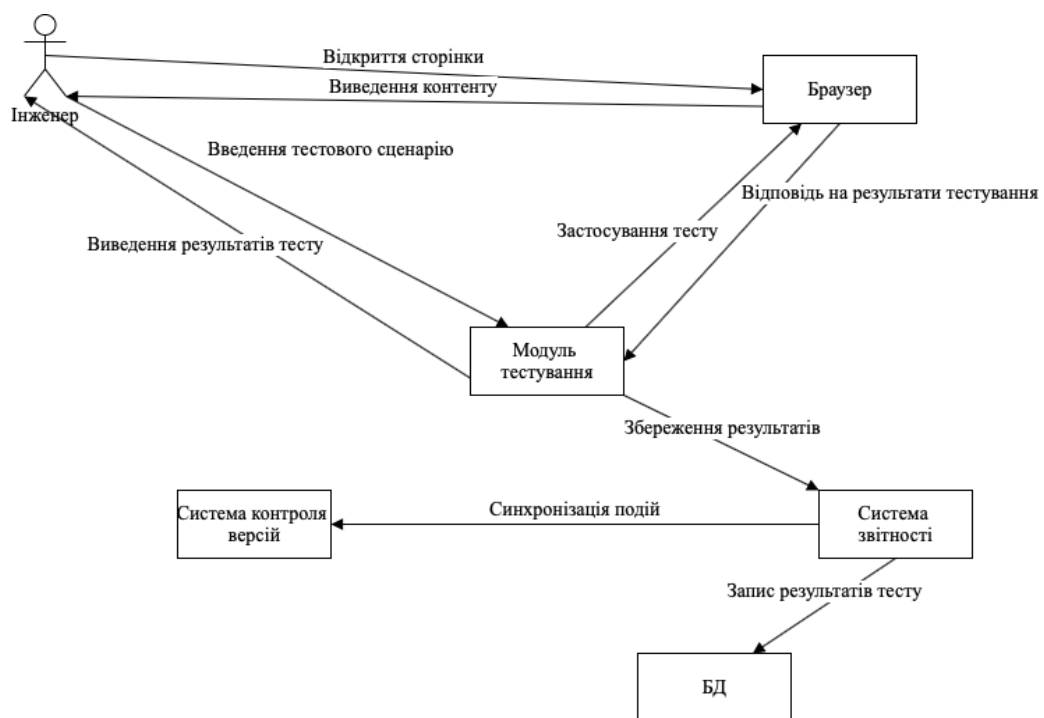 Відкриття сторінки
Виведення контенту
Браузер
Інженер
Введення тестового сценарію
Відповідь на результати тестування
Застосування тесту
Виведення результатів тесту
Модуль
тестування
Збереження результатів
Система контроля
версій
Синхронізація подій
Система
звітності
Запис результатів тесту
БД